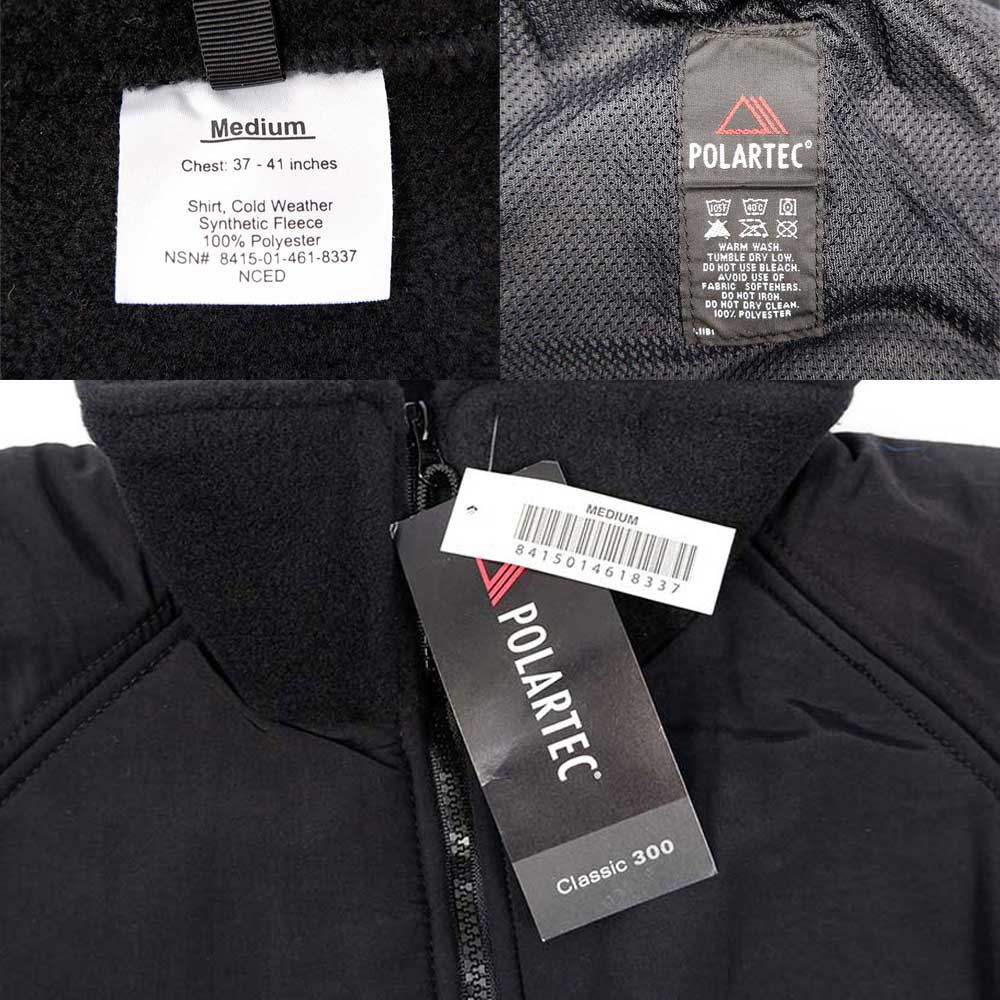 Medium
Chest: 37 - 41 inches
Shirt, Cold Weather
Synthetic Fleece
100% Polyester
NSN# 8415-01-461-8337
NCED
POLARTEC®
105F 40°C
WARM WASH.
TUMBLE DRY LOW.
DO NOT USE BLEACH.
AVOID USE OF
FABRIC SOFTENERS.
DO NOT IRON.
DO NOT DRY CLEAN.
100% POLYESTER
MEDIUM
8415014618337
POLARTEC®
Classic 300